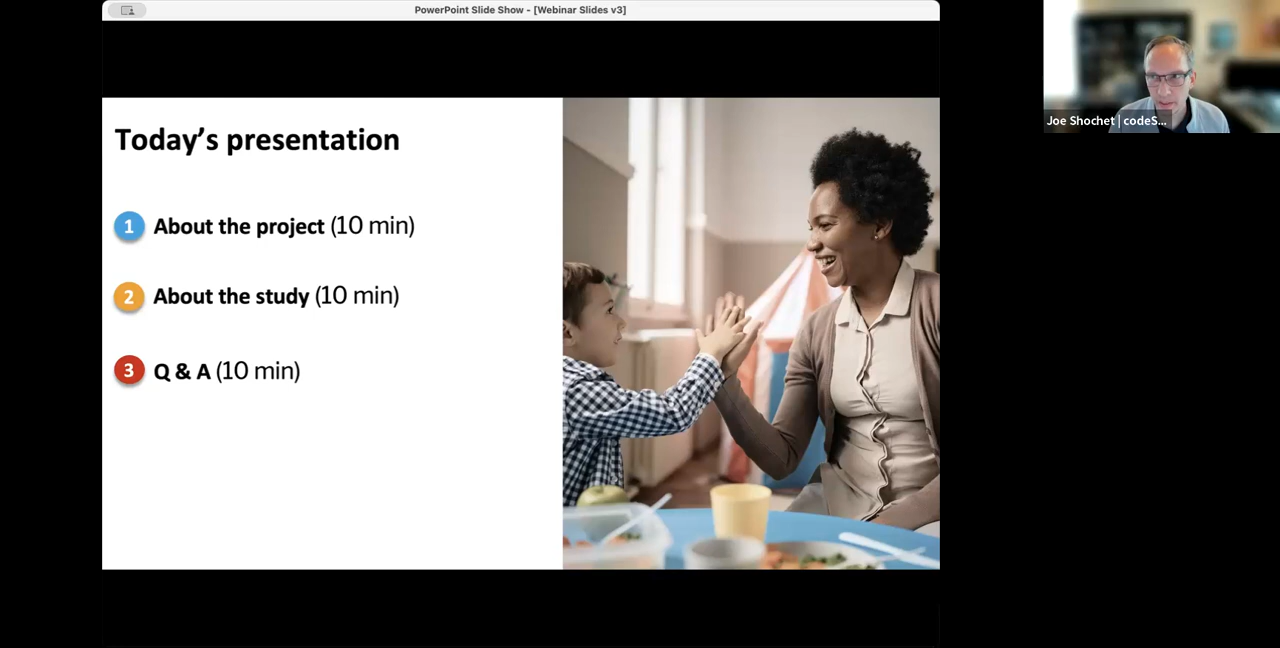 PowerPoint Slide Show - [Webinar Slides v3]
Today’s presentation
1 About the project (10 min)
2 About the study (10 min)
3 Q & A (10 min)
Joe Shochet | codeS...